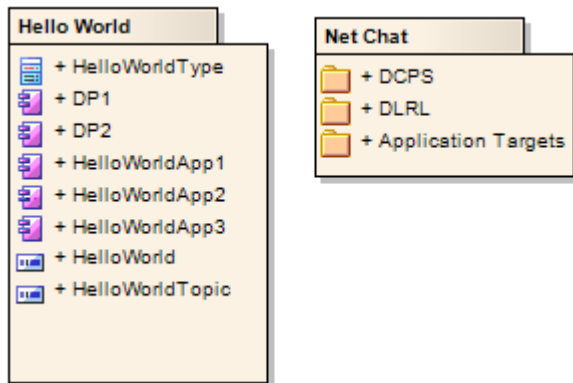 Hello World
+ HelloWorldType
+ DP1
+ DP2
+ HelloWorldApp1
+ HelloWorldApp2
+ HelloWorldApp3
+ HelloWorld
+ HelloWorldTopic
Net Chat
+ DCPS
+ DLRL
+ Application Targets